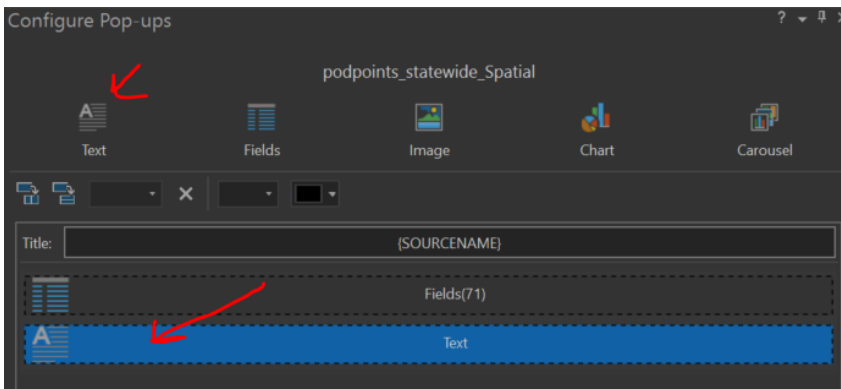 Configure Pop-ups
?
podpoints_statewide_Spatial
Text Fields Image Chart Carousel
Title: {SOURCENAME}
Fields(71)
Text